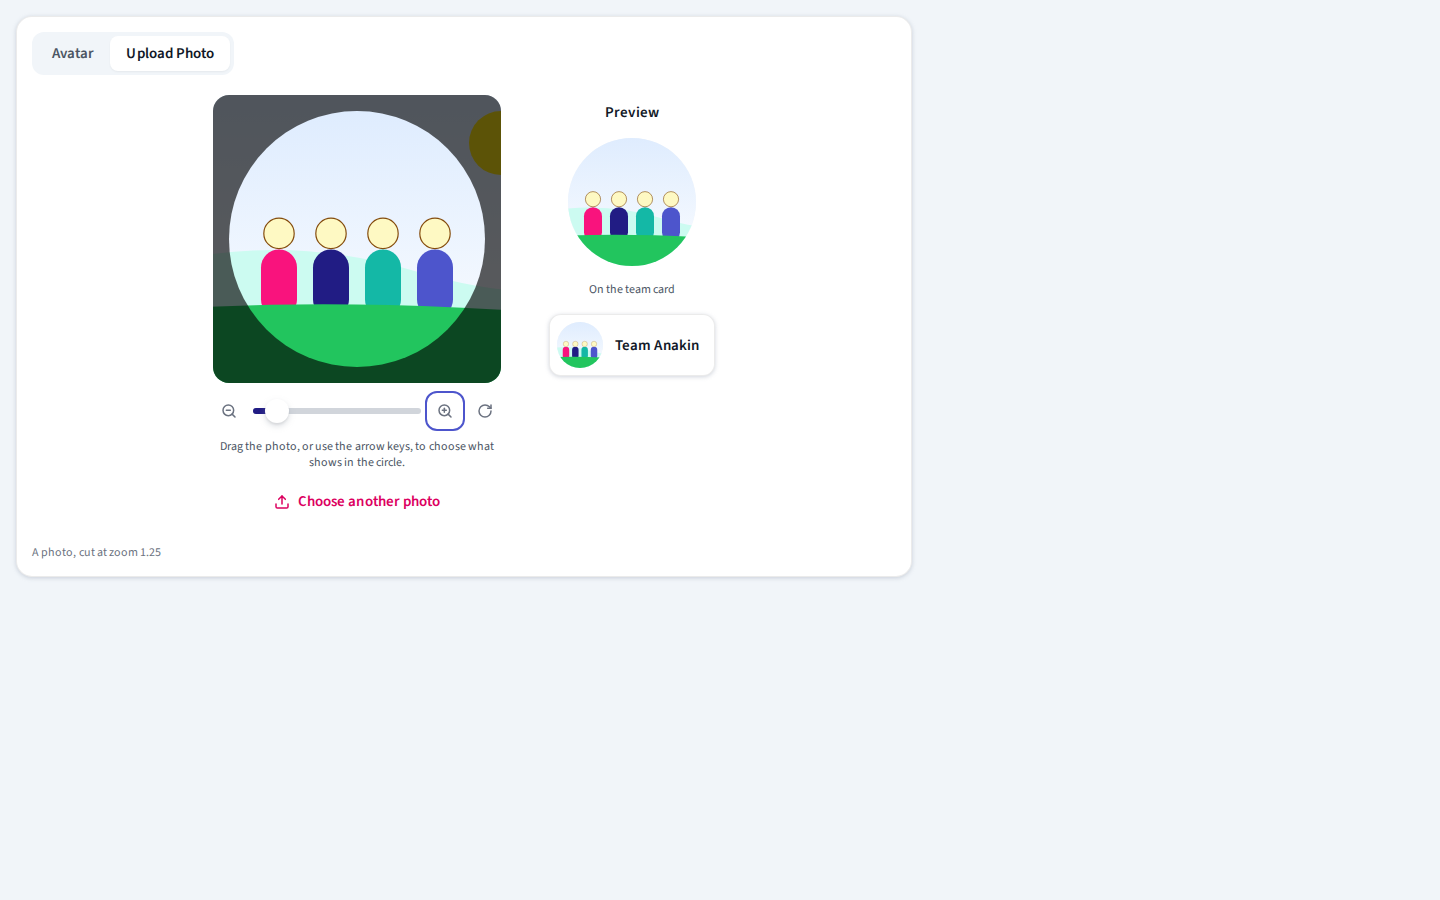 Avatar
Upload Photo
Preview
On the team card
Team Anakin
Drag the photo, or use the arrow keys, to choose what
shows in the circle.
Choose another photo
A photo, cut at zoom 1.25